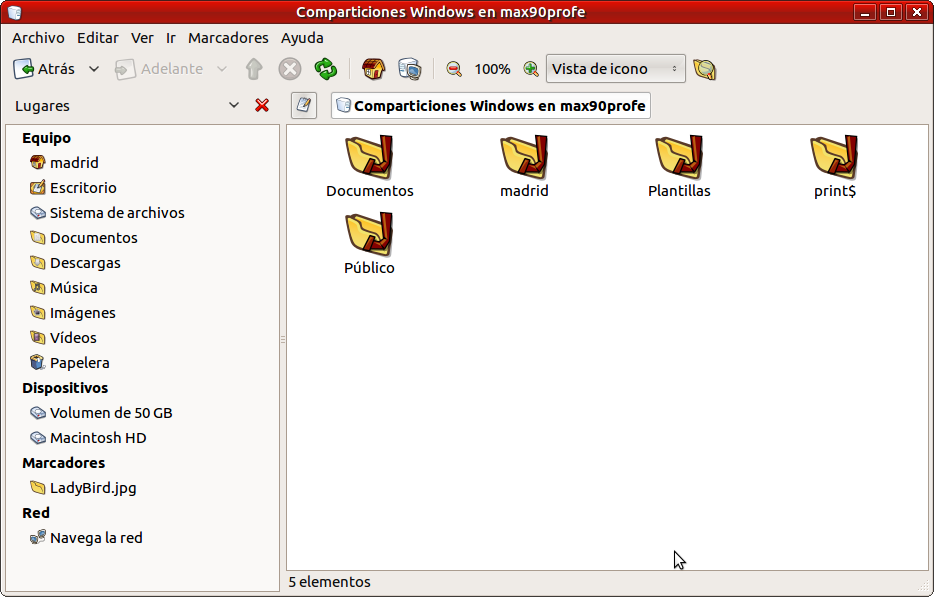 Comparticiones Windows en max90profe
Archivo Editar Ver Ir Marcadores Ayuda
Atrás Adelante 100% Vista de icono
Lugares
Comparticiones Windows en max90profe
Equipo
madrid
Escritorio
Sistema de archivos
Documentos
Descargas
Música
Imágenes
Vídeos
Papelera
Dispositivos
Volumen de 50 GB
Macintosh HD
Marcadores
LadyBird.jpg
Red
Navega la red
Documentos madrid Plantillas print$
Público
5 elementos